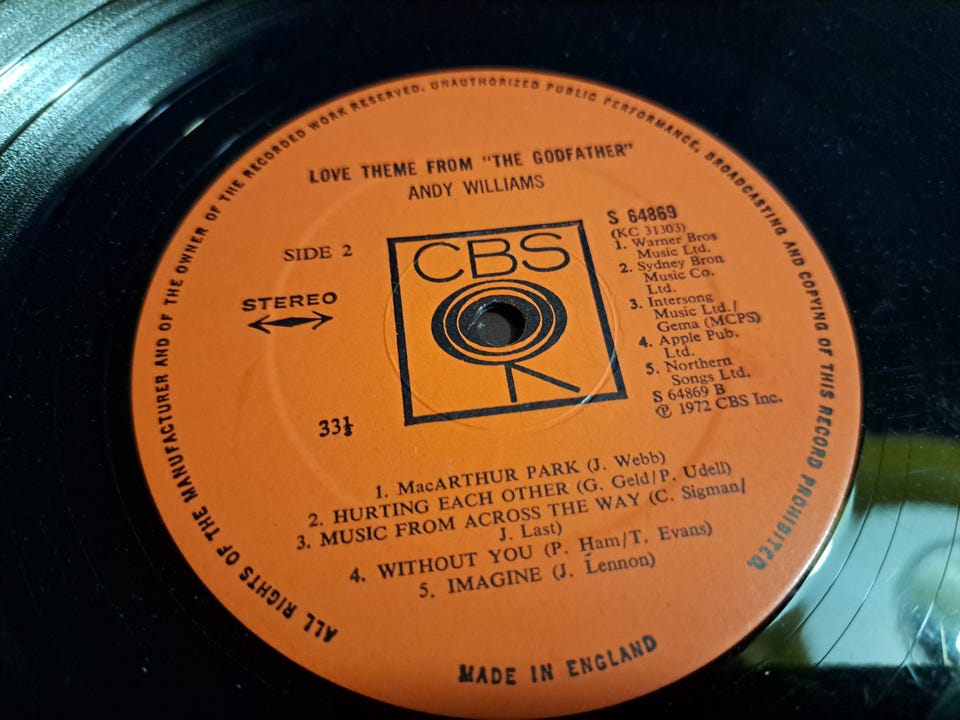 ALL RIGHTS OF THE MANUFACTURER AND OF THE OWNER OF THE RECORDED WORK RESERVED. UNAUTHORIZED PUBLIC PERFORMANCE, BROADCASTING AND COPYING OF THIS RECORD PROHIBITED.
LOVE THEME FROM "THE GODFATHER"
ANDY WILLIAMS
SIDE 2
STEREO
33⅓
CBS
S 64869
(KC 31303)
1. Warner Bros
Music Ltd.
2. Sydney Bron
Music Co.
Ltd.
3. Intersong
Music Ltd./
Gema (MCPS)
4. Apple Pub.
Ltd.
5. Northern
Songs Ltd.
S 64869 B
℗ 1972 CBS Inc.
1. MacARTHUR PARK (J. Webb)
2. HURTING EACH OTHER (G. Geld/P. Udell)
3. MUSIC FROM ACROSS THE WAY (C. Sigman/
J. Last)
4. WITHOUT YOU (P. Ham/T. Evans)
5. IMAGINE (J. Lennon)
MADE IN ENGLAND